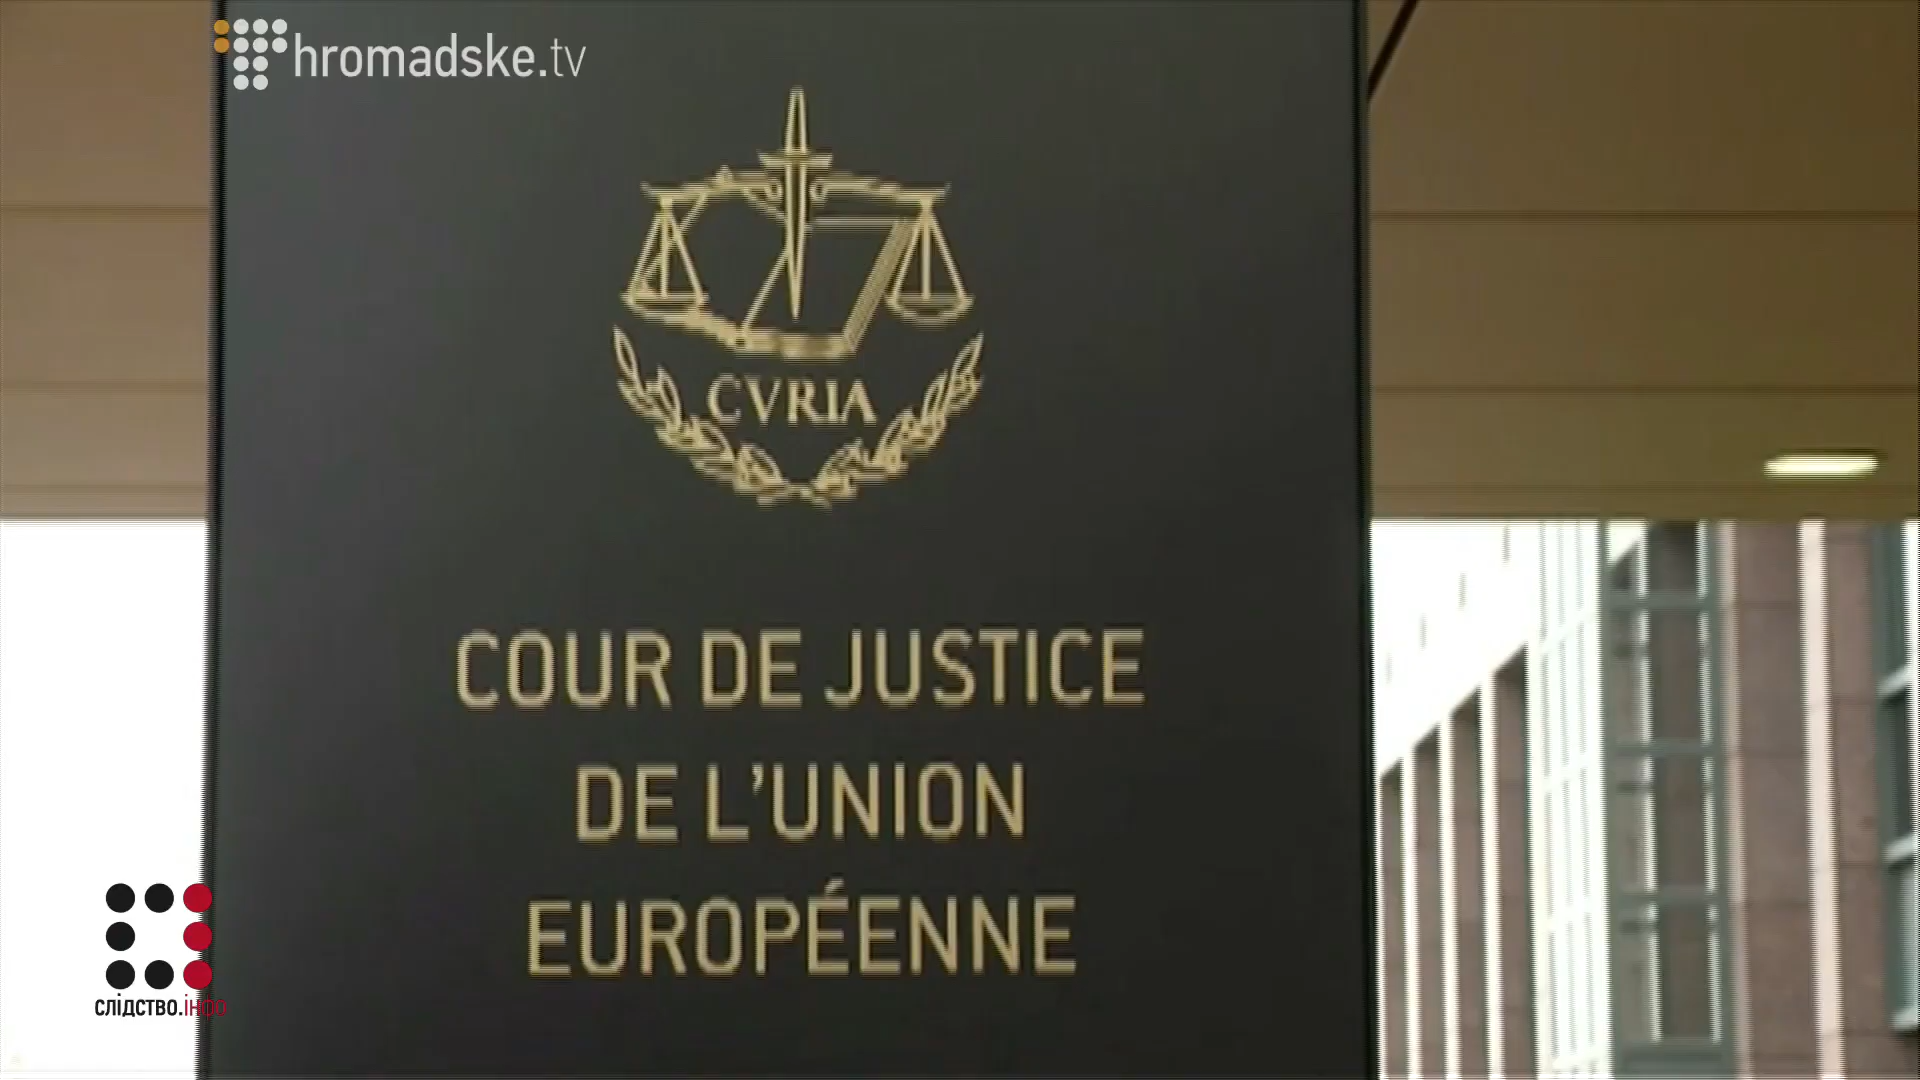 hromadske.tv
CVRIA
COUR DE JUSTICE
DE L'UNION
EUROPÉENNE
СЛІДСТВО.ІНФО